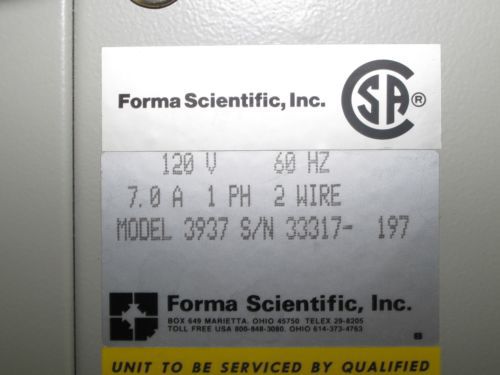 Forma Scientific, Inc.
CSA®
120 V 60 HZ
7.0 A 1 PH 2 WIRE
MODEL 3937 S/N 33317- 197
Forma Scientific, Inc.
BOX 649 MARIETTA, OHIO 45750 TELEX 29-8205
TOLL FREE USA 800-848-3080. OHIO 614-373-4763
UNIT TO BE SERVICED BY QUALIFIED